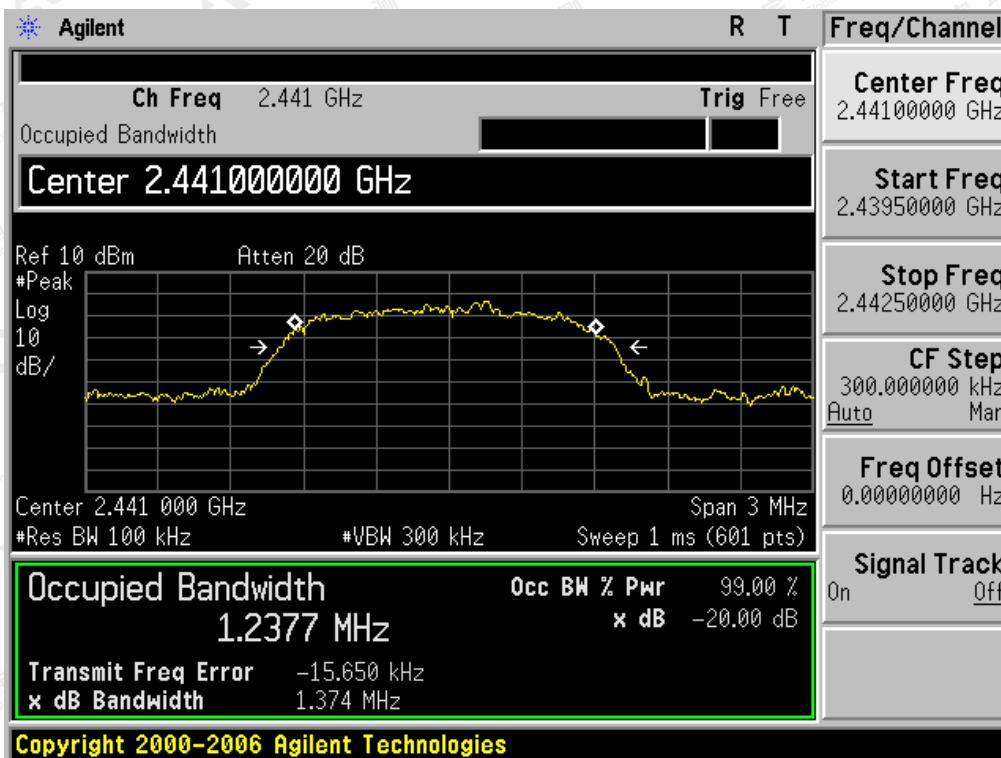 Agilent R T
Freq/Channel
Ch Freq 2.441 GHz Trig Free
Occupied Bandwidth
Center 2.441000000 GHz
Ref 10 dBm Atten 20 dB
#Peak
Log
10
dB/
Center 2.441 000 GHz Span 3 MHz
#Res BW 100 kHz #VBW 300 kHz Sweep 1 ms (601 pts)
Occupied Bandwidth
1.2377 MHz
Occ BW % Pwr 99.00 %
x dB -20.00 dB
Transmit Freq Error -15.650 kHz
x dB Bandwidth 1.374 MHz
Center Freq
2.44100000 GHz
Start Freq
2.43950000 GHz
Stop Freq
2.44250000 GHz
CF Step
300.000000 kHz
Auto Man
Freq Offset
0.00000000 Hz
Signal Track
On Off
Copyright 2000-2006 Agilent Technologies